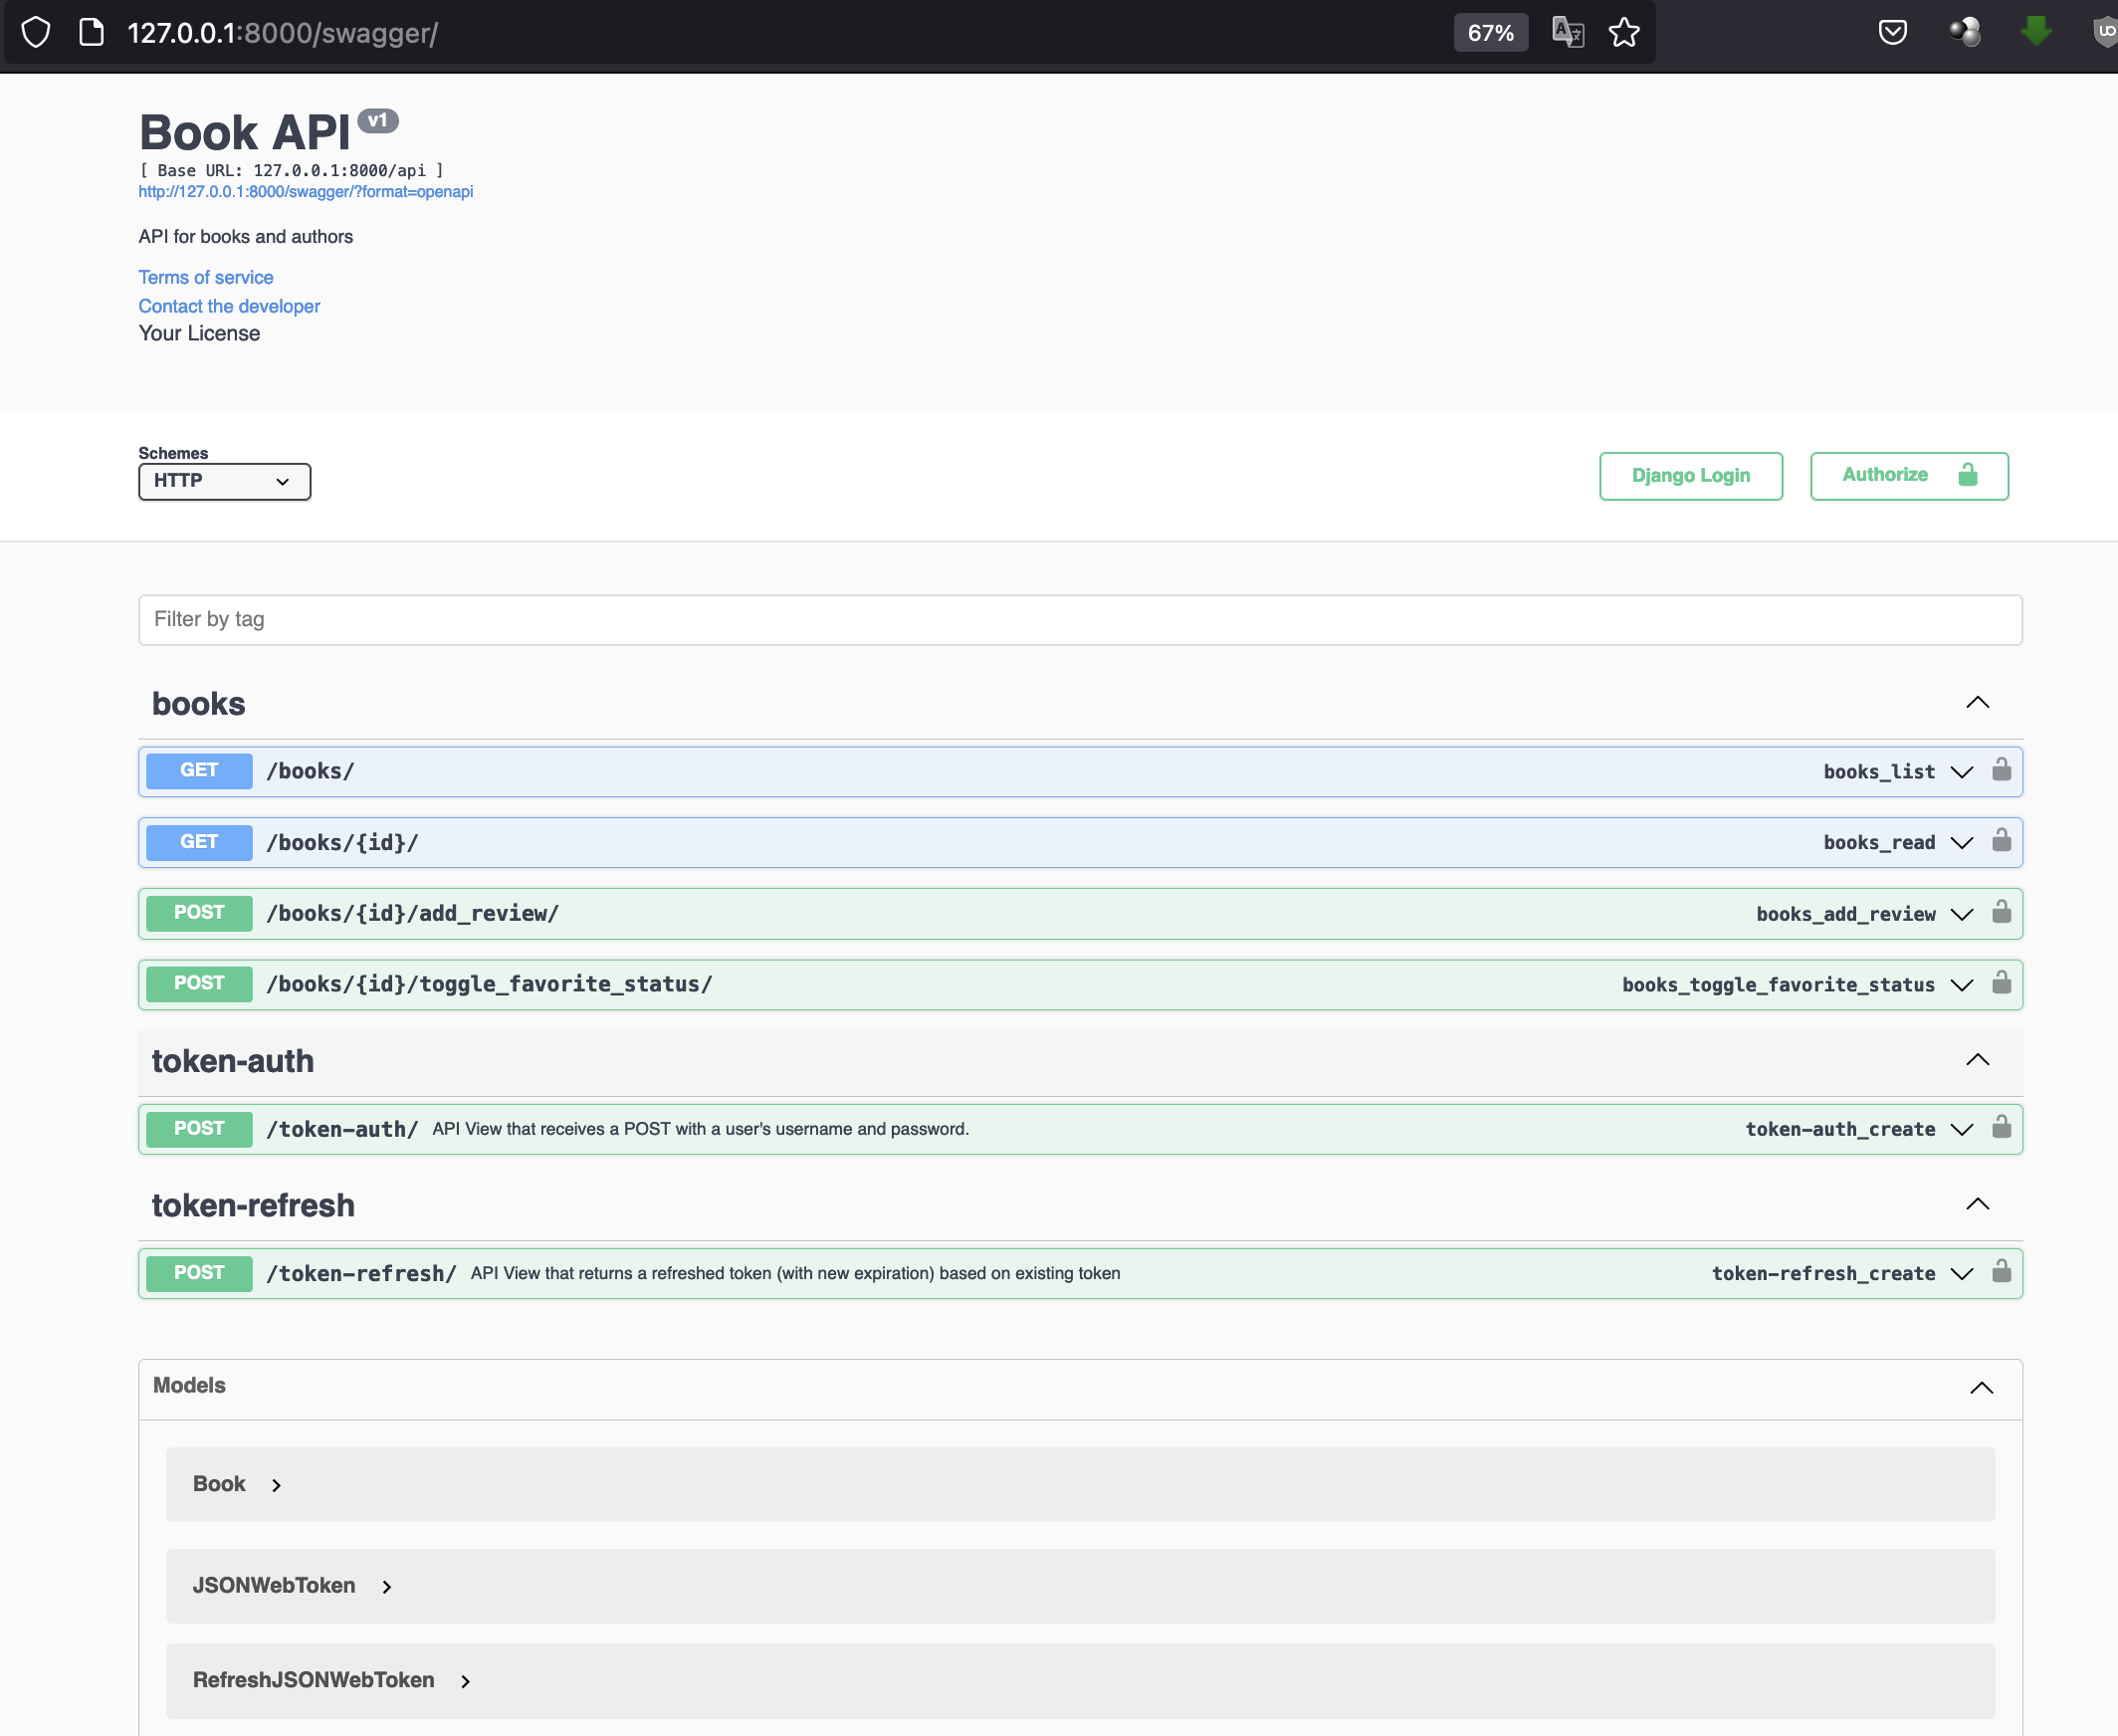 127.0.0.1:8000/swagger/
67%
Book API v1
[ Base URL: 127.0.0.1:8000/api ]
http://127.0.0.1:8000/swagger/?format=openapi
API for books and authors
Terms of service
Contact the developer
Your License
Schemes
HTTP
Django Login
Authorize
Filter by tag
books
GET /books/ books_list
GET /books/{id}/ books_read
POST /books/{id}/add_review/ books_add_review
POST /books/{id}/toggle_favorite_status/ books_toggle_favorite_status
token-auth
POST /token-auth/ API View that receives a POST with a user's username and password. token-auth_create
token-refresh
POST /token-refresh/ API View that returns a refreshed token (with new expiration) based on existing token token-refresh_create
Models
Book
JSONWebToken
RefreshJSONWebToken